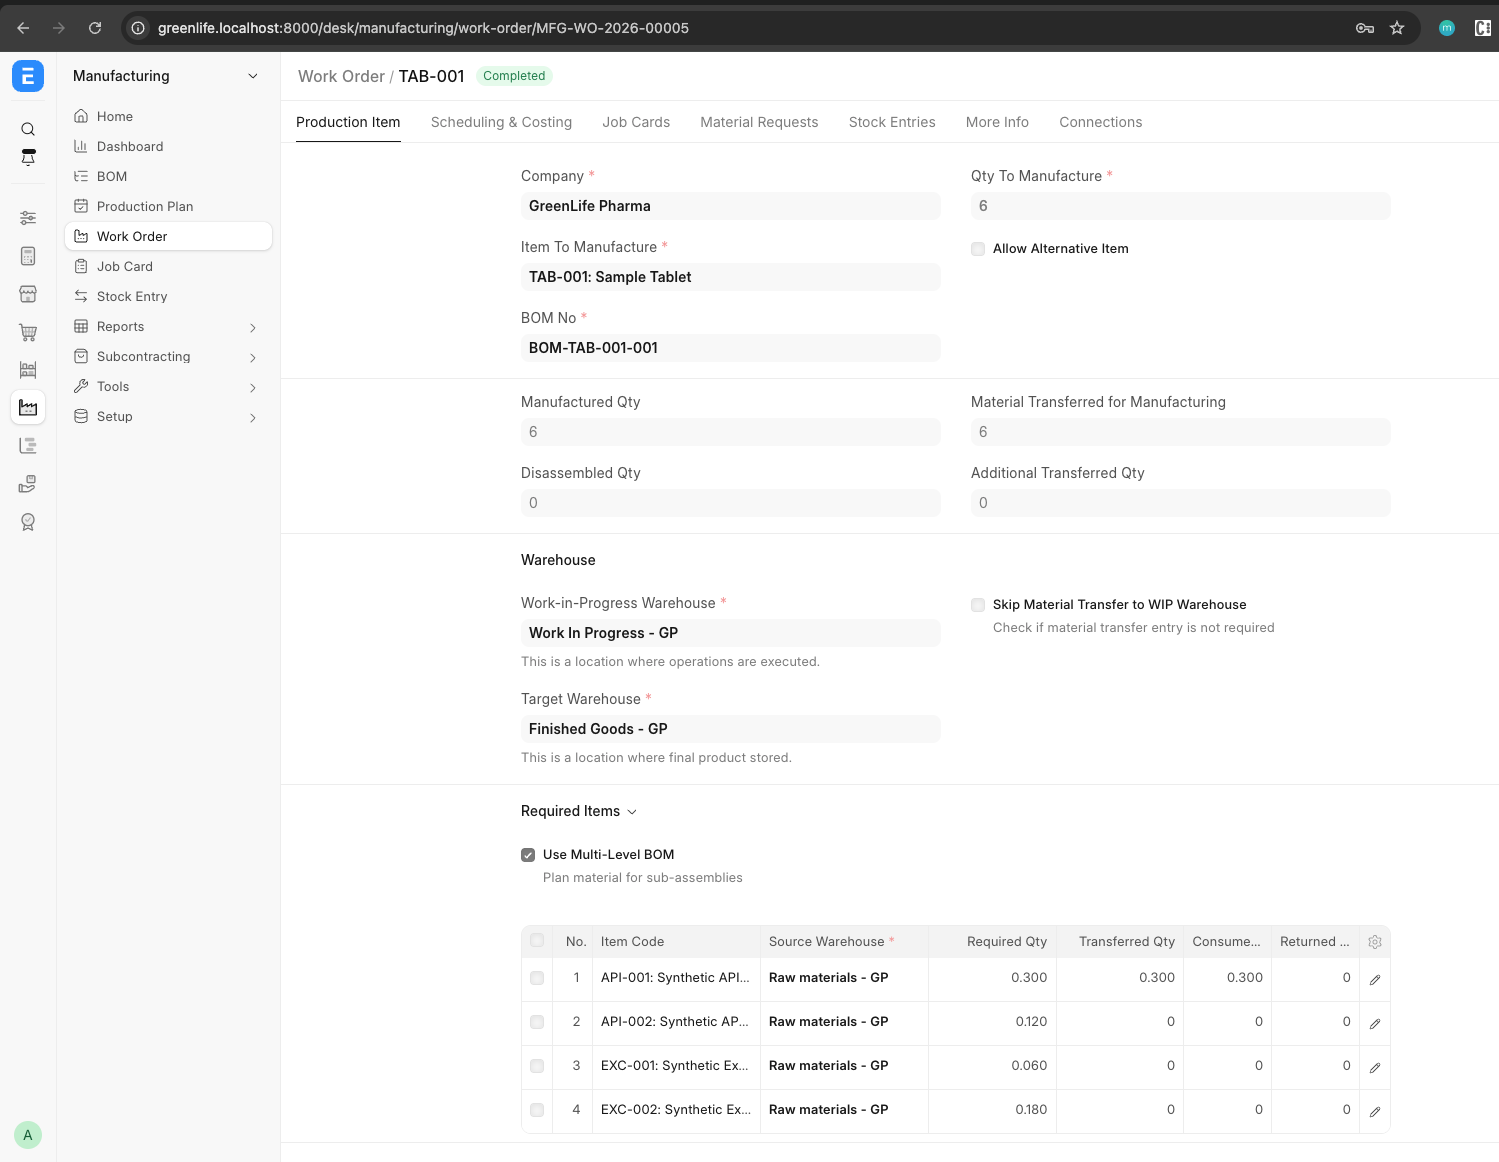 greenlife.localhost:8000/desk/manufacturing/work-order/MFG-WO-2026-00005
m
E
Manufacturing
Home
Dashboard
BOM
Production Plan
Work Order
Job Card
Stock Entry
Reports
Subcontracting
Tools
Setup
A
Work Order / TAB-001 Completed
Production Item Scheduling & Costing Job Cards Material Requests Stock Entries More Info Connections
Company * Qty To Manufacture *
GreenLife Pharma 6
Item To Manufacture * Allow Alternative Item
TAB-001: Sample Tablet
BOM No *
BOM-TAB-001-001
Manufactured Qty Material Transferred for Manufacturing
6 6
Disassembled Qty Additional Transferred Qty
0 0
Warehouse
Work-in-Progress Warehouse * Skip Material Transfer to WIP Warehouse
Work In Progress - GP Check if material transfer entry is not required
This is a location where operations are executed.
Target Warehouse *
Finished Goods - GP
This is a location where final product stored.
Required Items
Use Multi-Level BOM
Plan material for sub-assemblies
No. Item Code Source Warehouse * Required Qty Transferred Qty Consume... Returned ...
1 API-001: Synthetic API... Raw materials - GP 0.300 0.300 0.300 0
2 API-002: Synthetic AP... Raw materials - GP 0.120 0 0 0
3 EXC-001: Synthetic Ex... Raw materials - GP 0.060 0 0 0
4 EXC-002: Synthetic Ex... Raw materials - GP 0.180 0 0 0